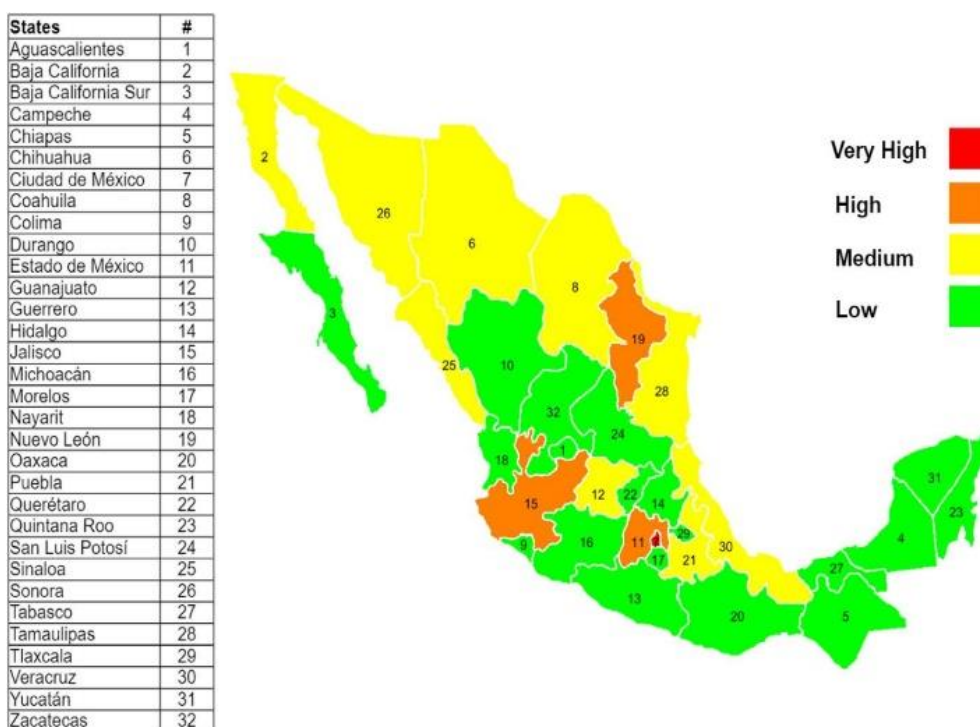 States #
Aguascalientes 1
Baja California 2
Baja California Sur 3
Campeche 4
Chiapas 5
Chihuahua 6
Ciudad de México 7
Coahuila 8
Colima 9
Durango 10
Estado de México 11
Guanajuato 12
Guerrero 13
Hidalgo 14
Jalisco 15
Michoacán 16
Morelos 17
Nayarit 18
Nuevo León 19
Oaxaca 20
Puebla 21
Querétaro 22
Quintana Roo 23
San Luis Potosí 24
Sinaloa 25
Sonora 26
Tabasco 27
Tamaulipas 28
Tlaxcala 29
Veracruz 30
Yucatán 31
Zacatecas 32
Very High
High
Medium
Low
2
26
6
8
3
19
25
10
28
32
24
18
1
31
15
12
22
14
23
9
16
11
29
4
30
17
21
27
13
20
5